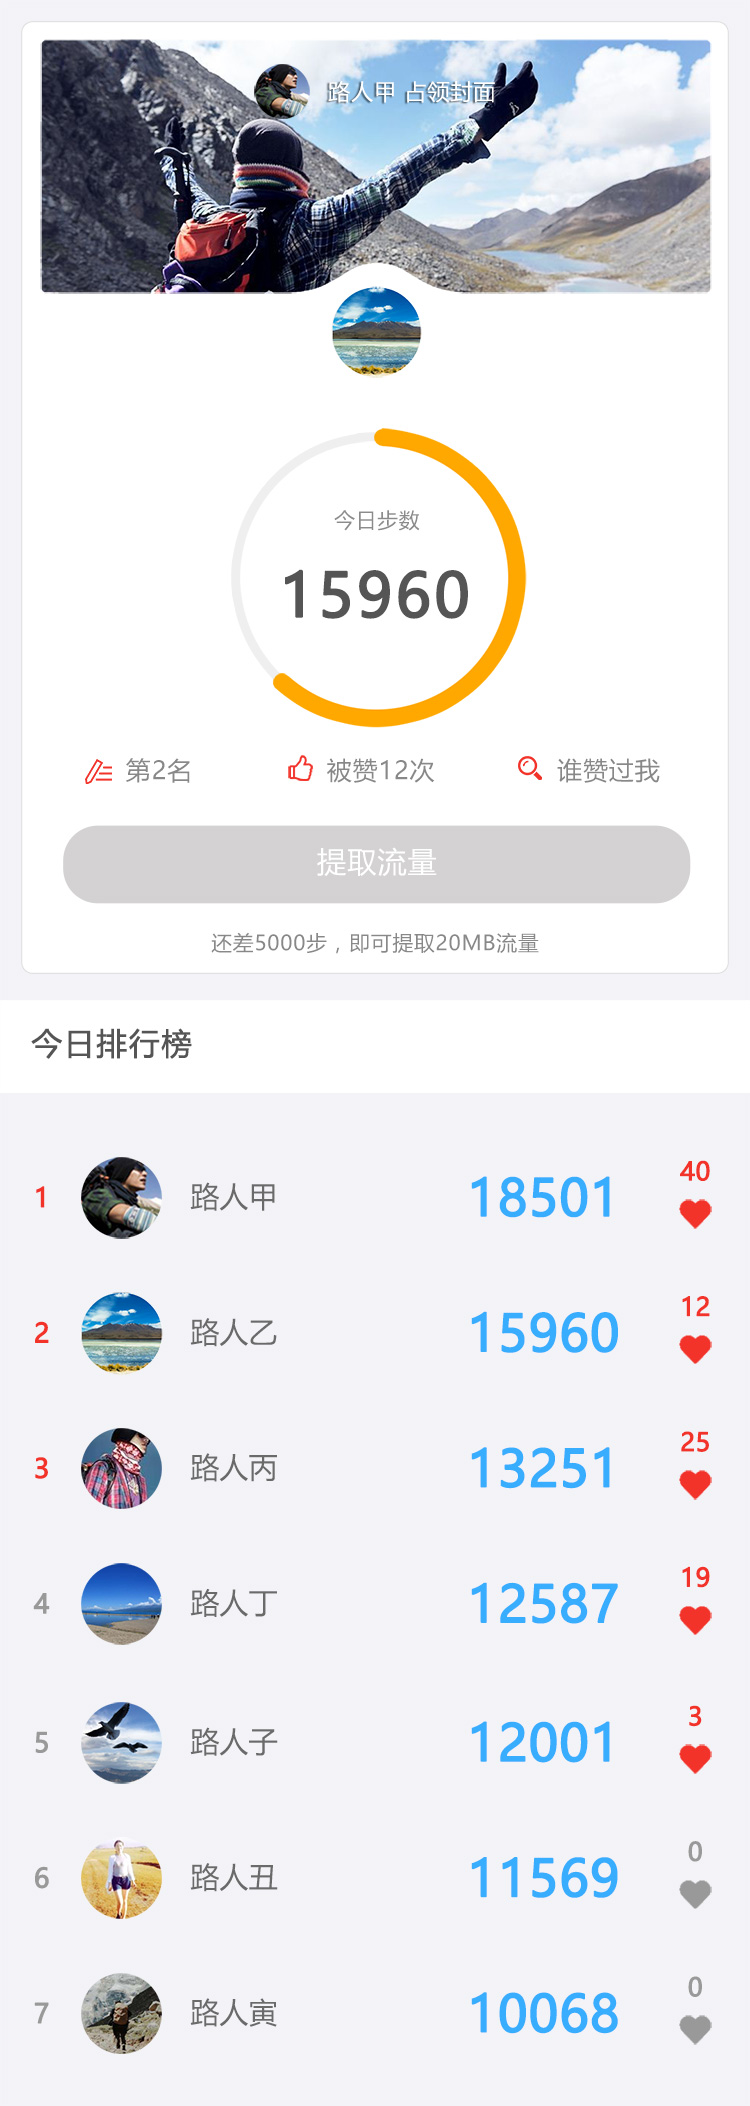 路人甲 占领封面
今日步数
15960
第2名 被赞12次 谁赞过我
提取流量
还差5000步，即可提取20MB流量
今日排行榜
1 路人甲 18501 40
2 路人乙 15960 12
3 路人丙 13251 25
4 路人丁 12587 19
5 路人子 12001 3
6 路人丑 11569 0
7 路人寅 10068 0